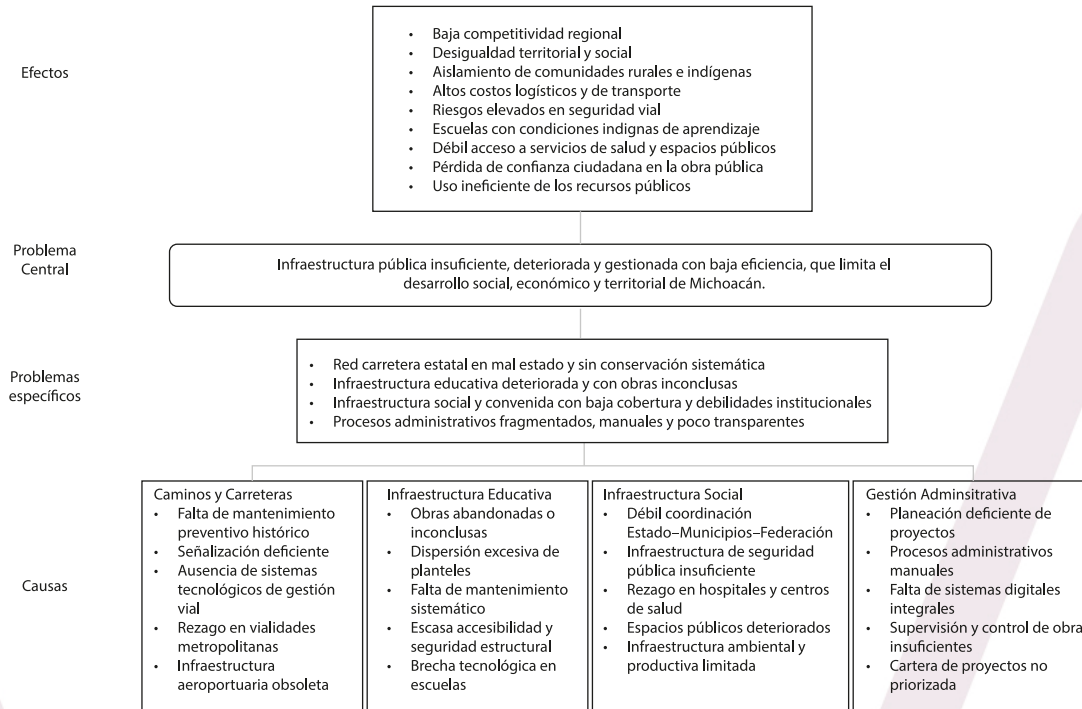 Efectos
• Baja competitividad regional
• Desigualdad territorial y social
• Aislamiento de comunidades rurales e indígenas
• Altos costos logísticos y de transporte
• Riesgos elevados en seguridad vial
• Escuelas con condiciones indignas de aprendizaje
• Débil acceso a servicios de salud y espacios públicos
• Pérdida de confianza ciudadana en la obra pública
• Uso ineficiente de los recursos públicos
Problema
Central
Infraestructura pública insuficiente, deteriorada y gestionada con baja eficiencia, que limita el
desarrollo social, económico y territorial de Michoacán.
Problemas
específicos
• Red carretera estatal en mal estado y sin conservación sistemática
• Infraestructura educativa deteriorada y con obras inconclusas
• Infraestructura social y convenida con baja cobertura y debilidades institucionales
• Procesos administrativos fragmentados, manuales y poco transparentes
Causas
Caminos y Carreteras
• Falta de mantenimiento
preventivo histórico
• Señalización deficiente
• Ausencia de sistemas
tecnológicos de gestión
vial
• Rezago en vialidades
metropolitanas
• Infraestructura
aeroportuaria obsoleta
Infraestructura Educativa
• Obras abandonadas o
inconclusas
• Dispersión excesiva de
planteles
• Falta de mantenimiento
sistemático
• Escasa accesibilidad y
seguridad estructural
• Brecha tecnológica en
escuelas
Infraestructura Social
• Débil coordinación
Estado–Municipios–Federación
• Infraestructura de seguridad
pública insuficiente
• Rezago en hospitales y centros
de salud
• Espacios públicos deteriorados
• Infraestructura ambiental y
productiva limitada
Gestión Adminsitrativa
• Planeación deficiente de
proyectos
• Procesos administrativos
manuales
• Falta de sistemas digitales
integrales
• Supervisión y control de obra
insuficientes
• Cartera de proyectos no
priorizada